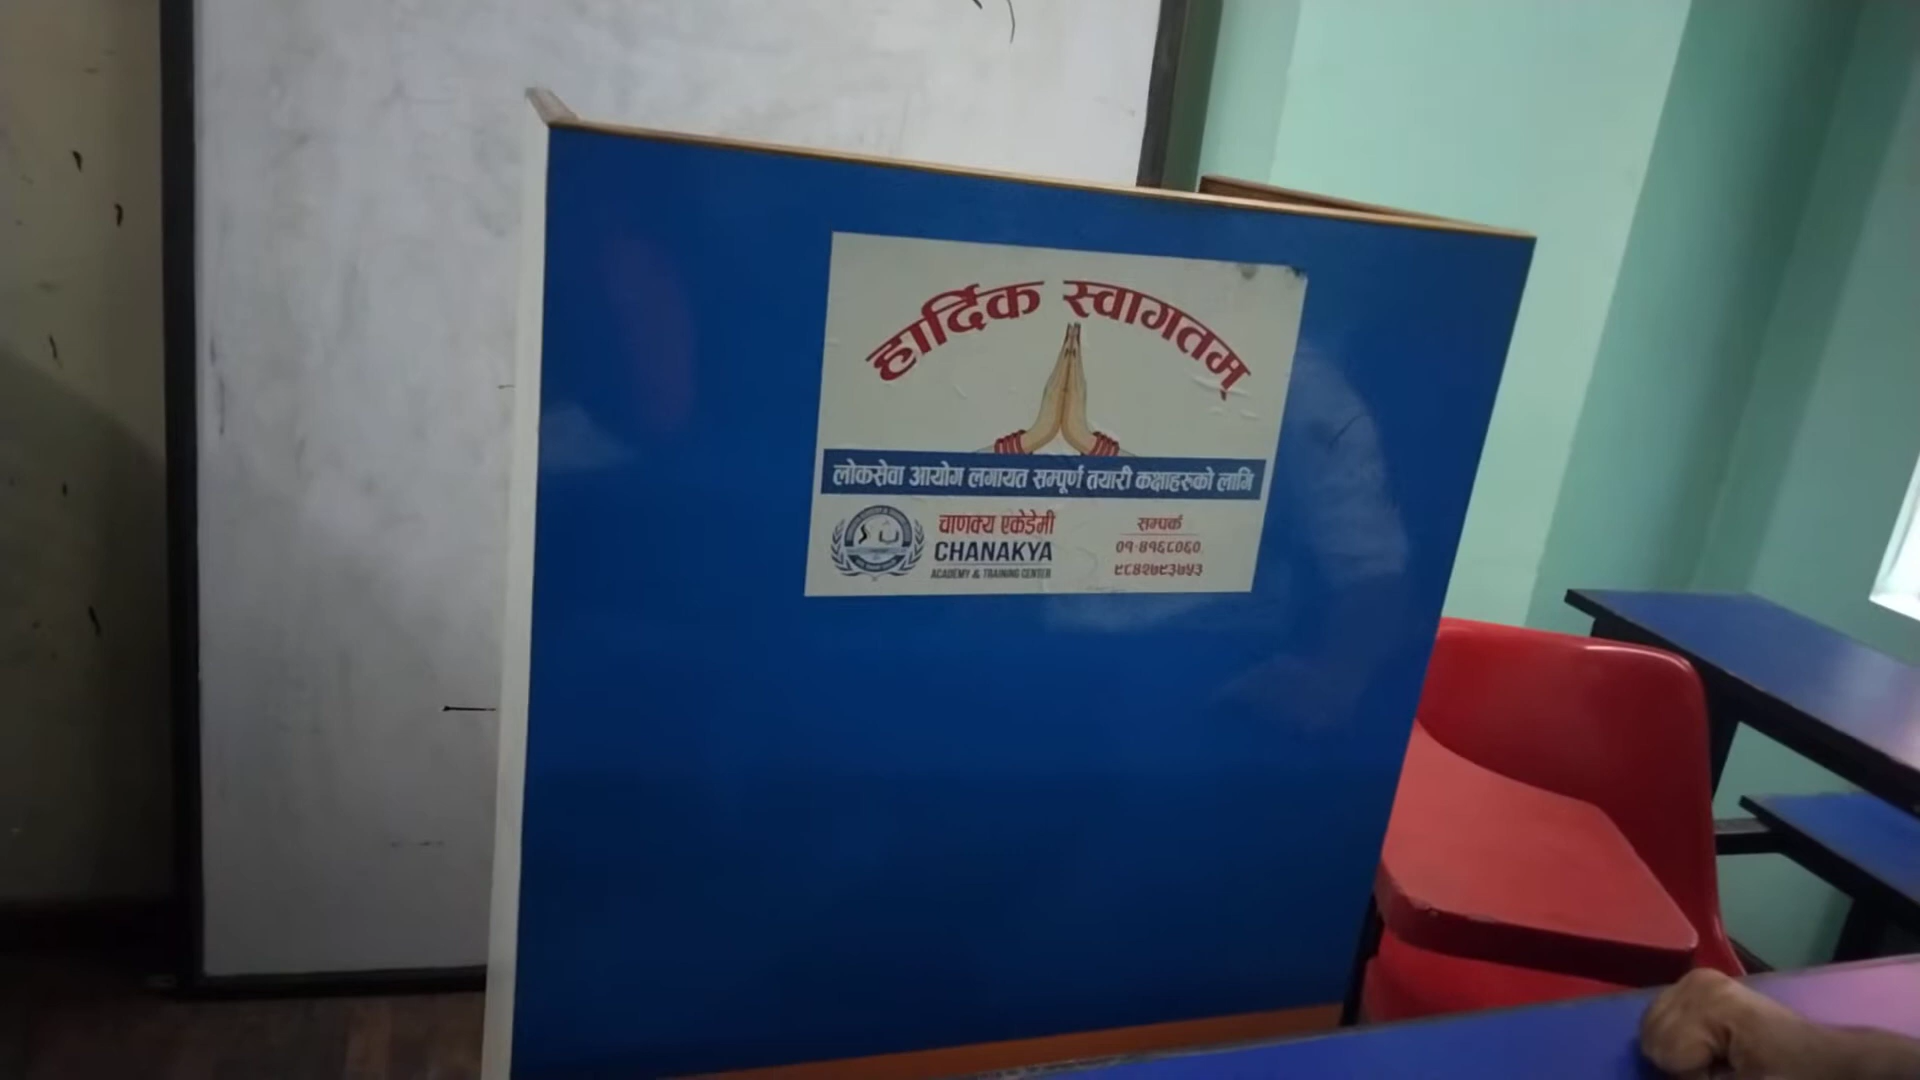 हार्दिक स्वागतम्
लोकसेवा आयोग लगायत सम्पूर्ण तयारी कक्षाहरुको लागि
चाणक्य एकेडेमी
CHANAKYA
ACADEMY & TRAINING CENTER
सम्पर्क
०१-४१६८०६०
९८४२७९३७५३